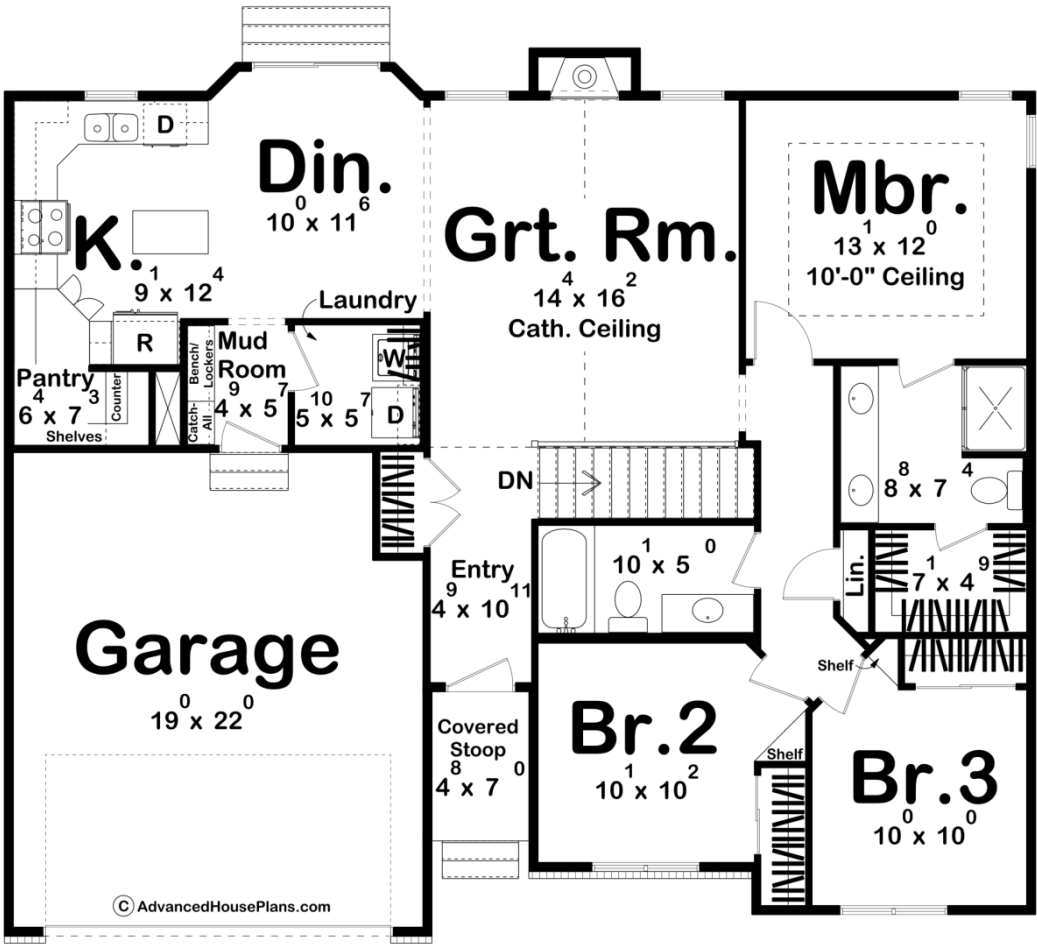 D
Din.
10⁰ x 11⁶
K.
9¹ x 12⁴
R
Grt. Rm.
14⁴ x 16²
Cath. Ceiling
Mbr.
13¹ x 12⁰
10'-0" Ceiling
Laundry
W
D
5¹⁰ x 5⁷
Mud
Room
4⁹ x 5⁷
Bench/
Lockers
Catch-
All
Pantry
6⁴ x 7³
Counter
Shelves
DN
8⁸ x 7⁴
Entry
4⁹ x 10¹¹
10¹ x 5⁰
Lin.
7¹ x 4⁹
Garage
19⁰ x 22⁰
Covered
Stoop
4⁸ x 7⁰
Br.2
10¹ x 10²
Shelf
Shelf
Br.3
10⁰ x 10⁰
© AdvancedHousePlans.com